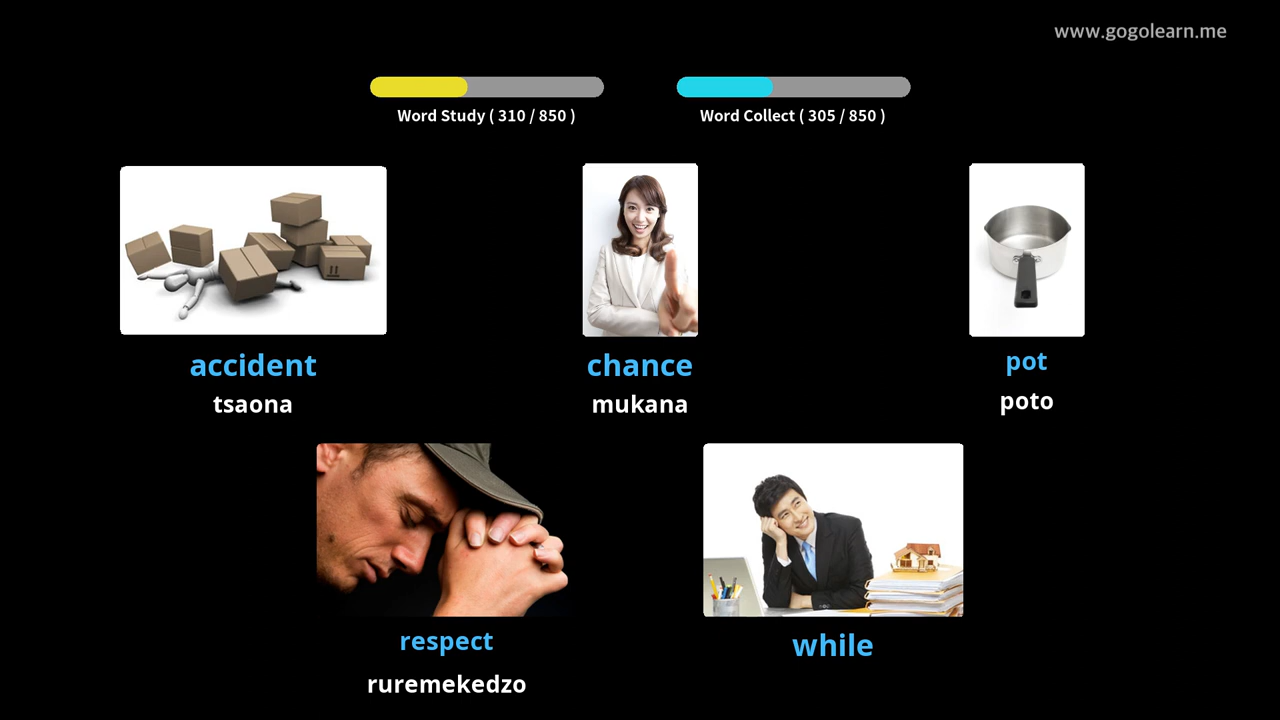 www.gogolearn.me
Word Study ( 310 / 850 )
Word Collect ( 305 / 850 )
accident
tsaona
chance
mukana
pot
poto
respect
ruremekedzo
while